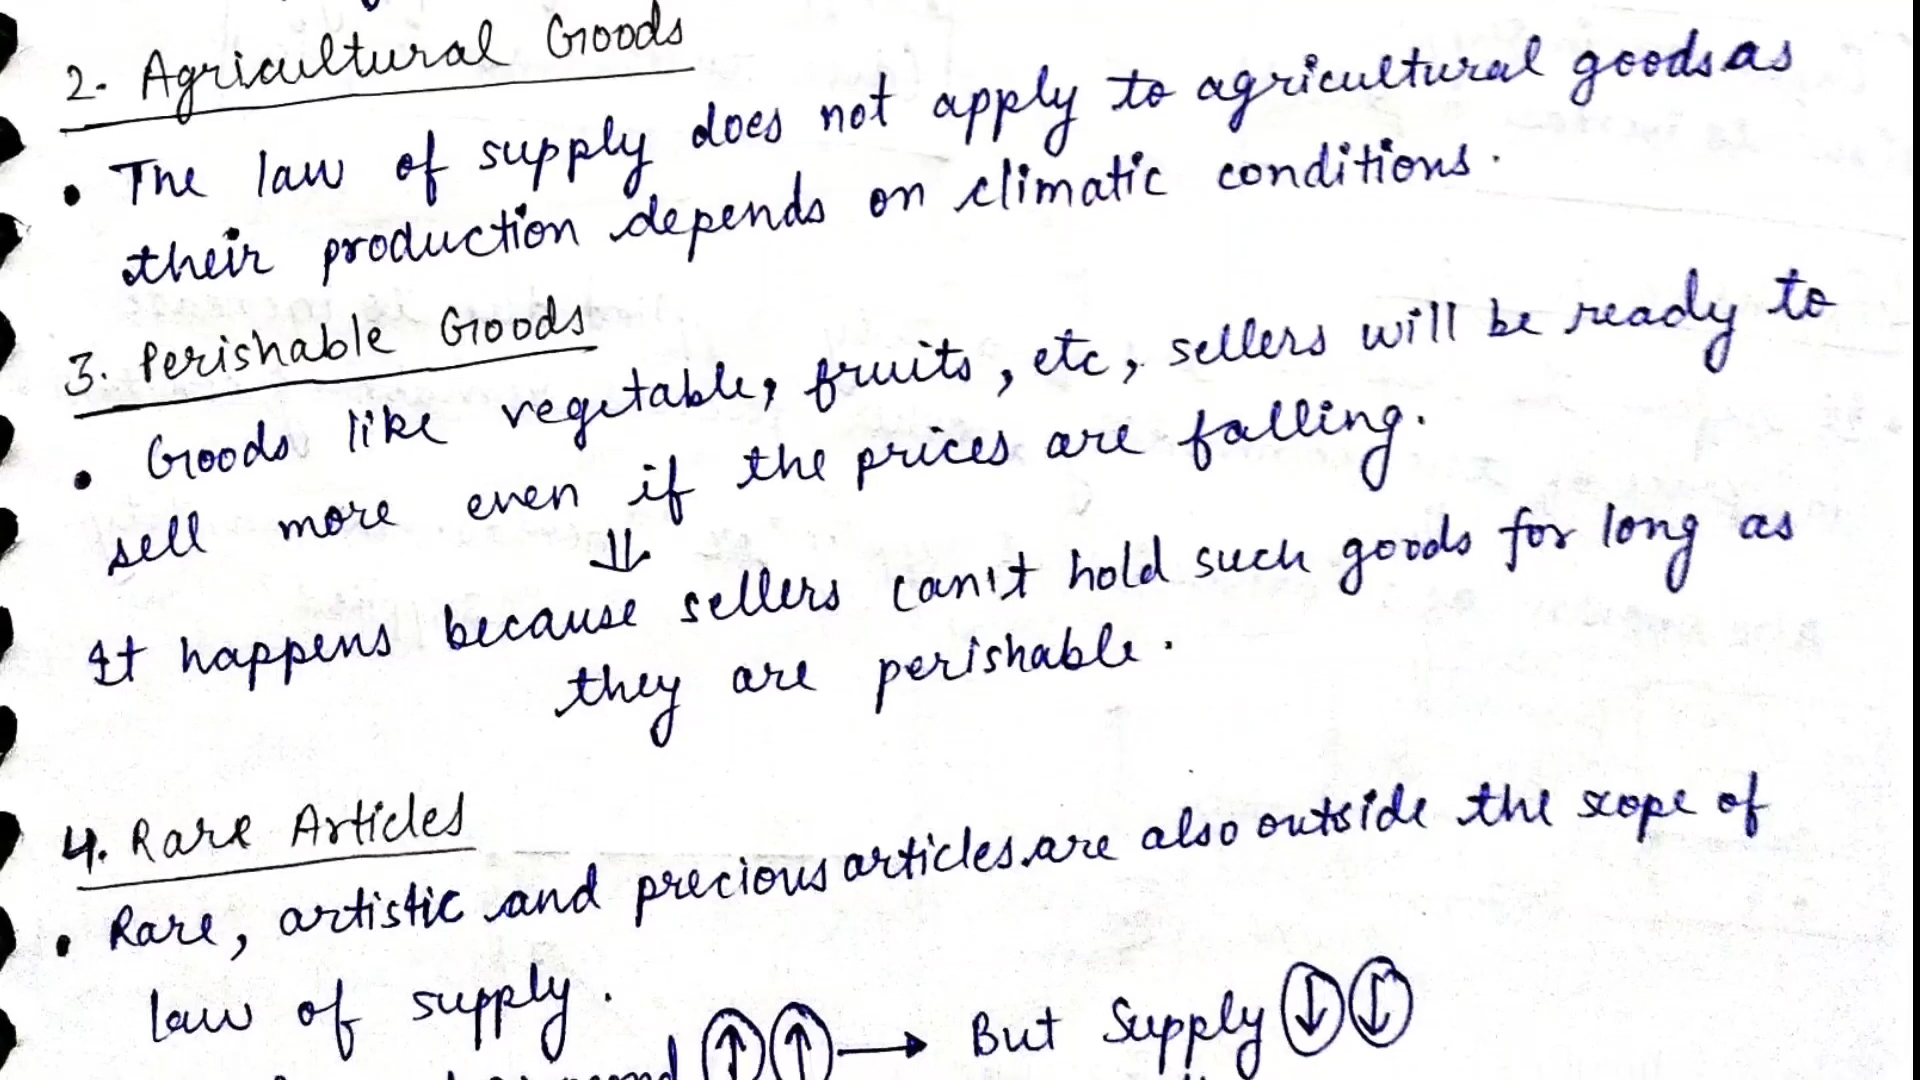 2. Agricultural Goods
• The law of supply does not apply to agricultural goods as
their production depends on climatic conditions.
3. Perishable Goods
• Goods like vegetable, fruits, etc, sellers will be ready to
sell more even if the prices are falling.
⇓
It happens because sellers can't hold such goods for long as
they are perishable.
4. Rare Articles
• Rare, artistic and precious articles are also outside the scope of
law of supply.
↑ ↑ → But Supply ↓ ↓